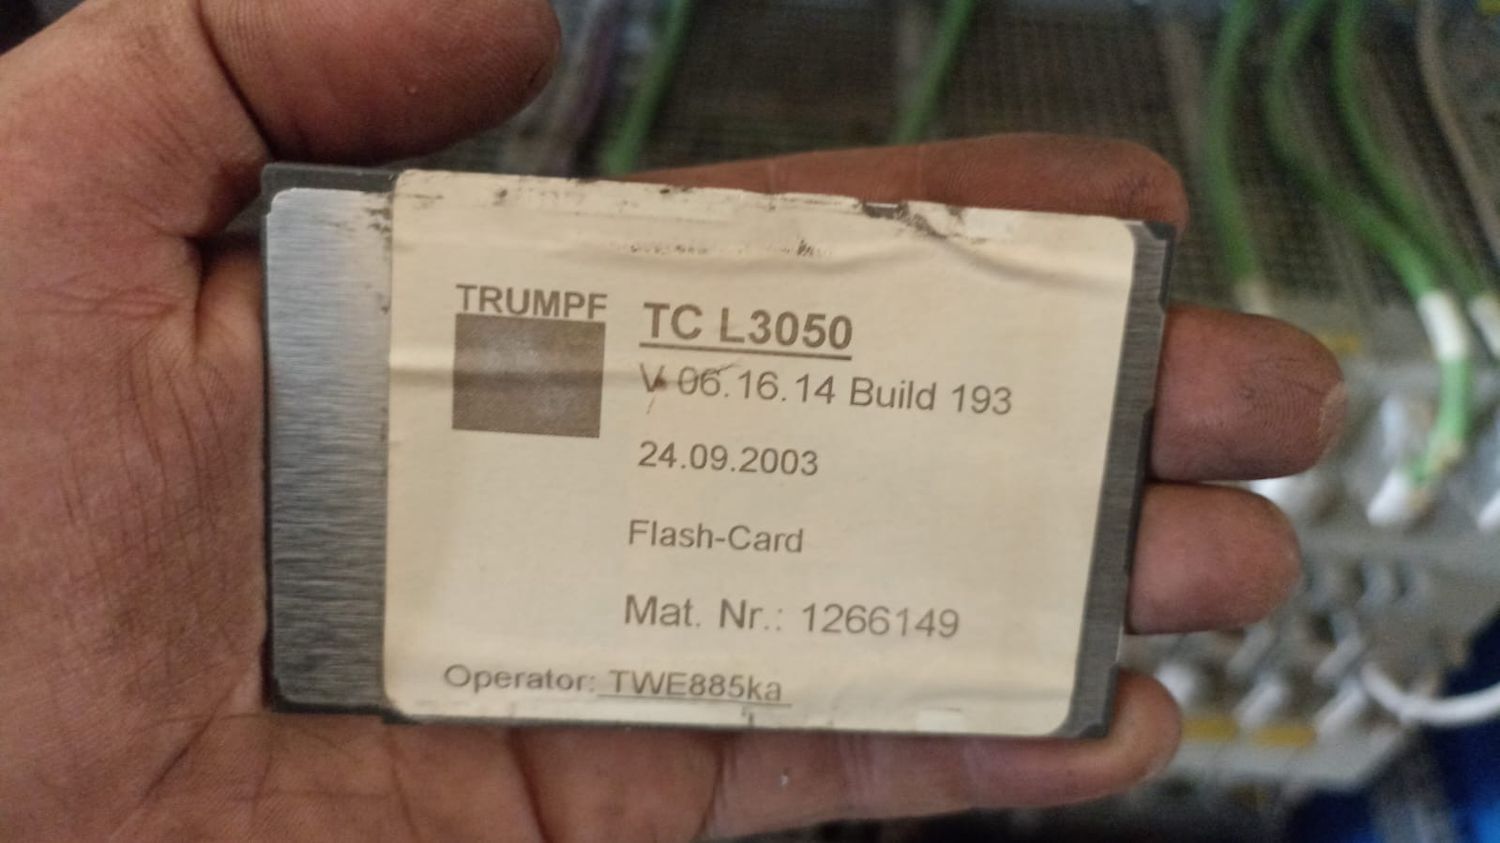 TRUMPF
TC L3050
V 06.16.14 Build 193
24.09.2003
Flash-Card
Mat. Nr.: 1266149
Operator: TWE885ka